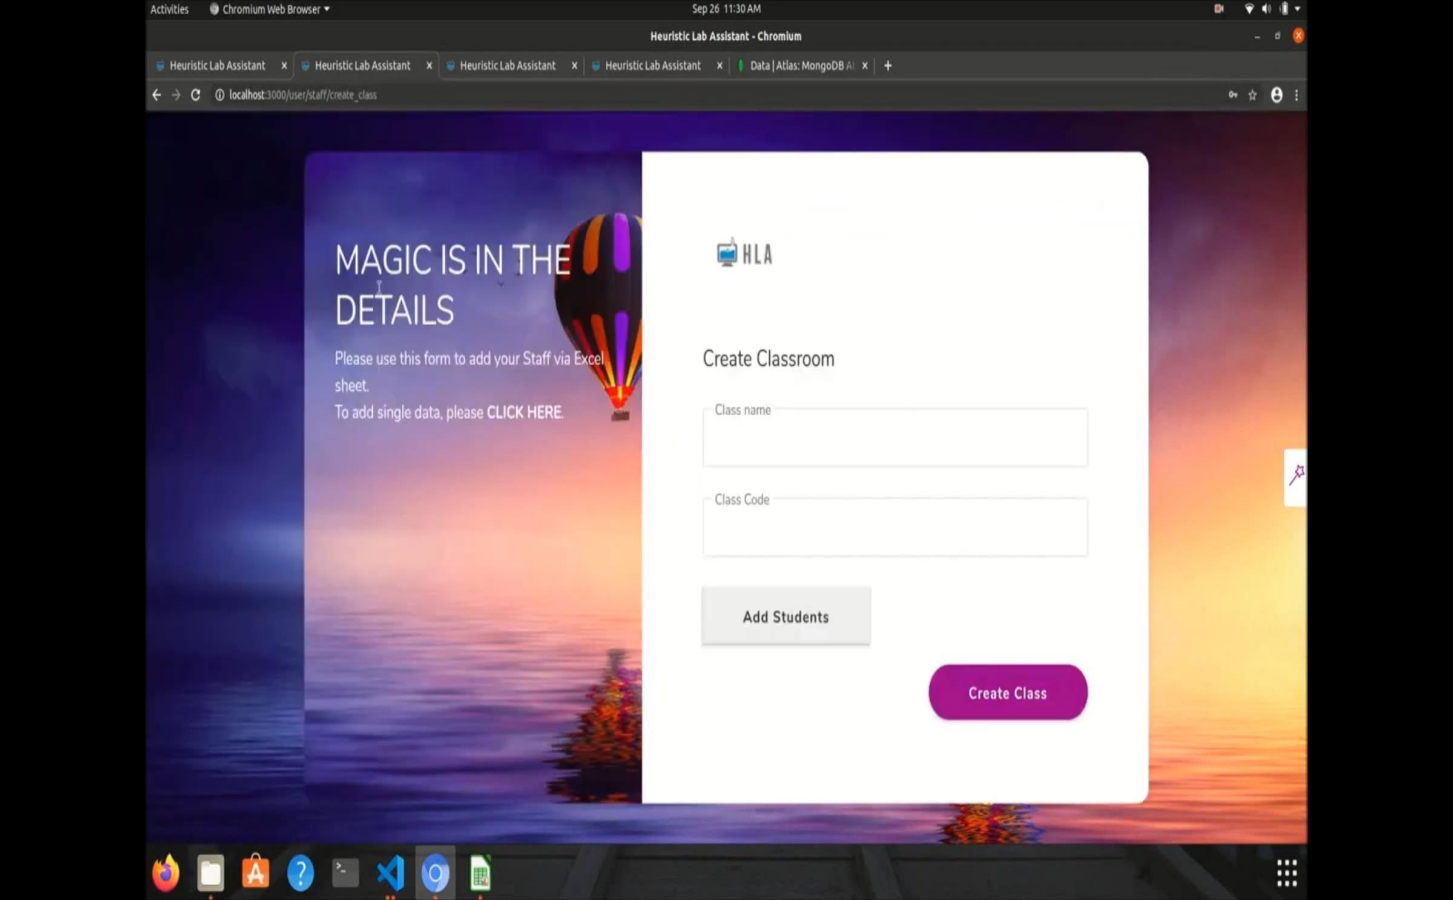 Activities
Chromium Web Browser
Sep 26 11:30AM
Heuristic Lab Assistant - Chromium
Heuristic Lab Assistant
Heuristic Lab Assistant
Heuristic Lab Assistant
Heuristic Lab Assistant
Data | Atlas: MongoDB
localhost:3000/user/staff/create_class
MAGIC IS IN THE
DETAILS
Please use this form to add your Staff via Excel
sheet.
To add single data, please CLICK HERE.
HLA
Create Classroom
Class name
Class Code
Add Students
Create Class